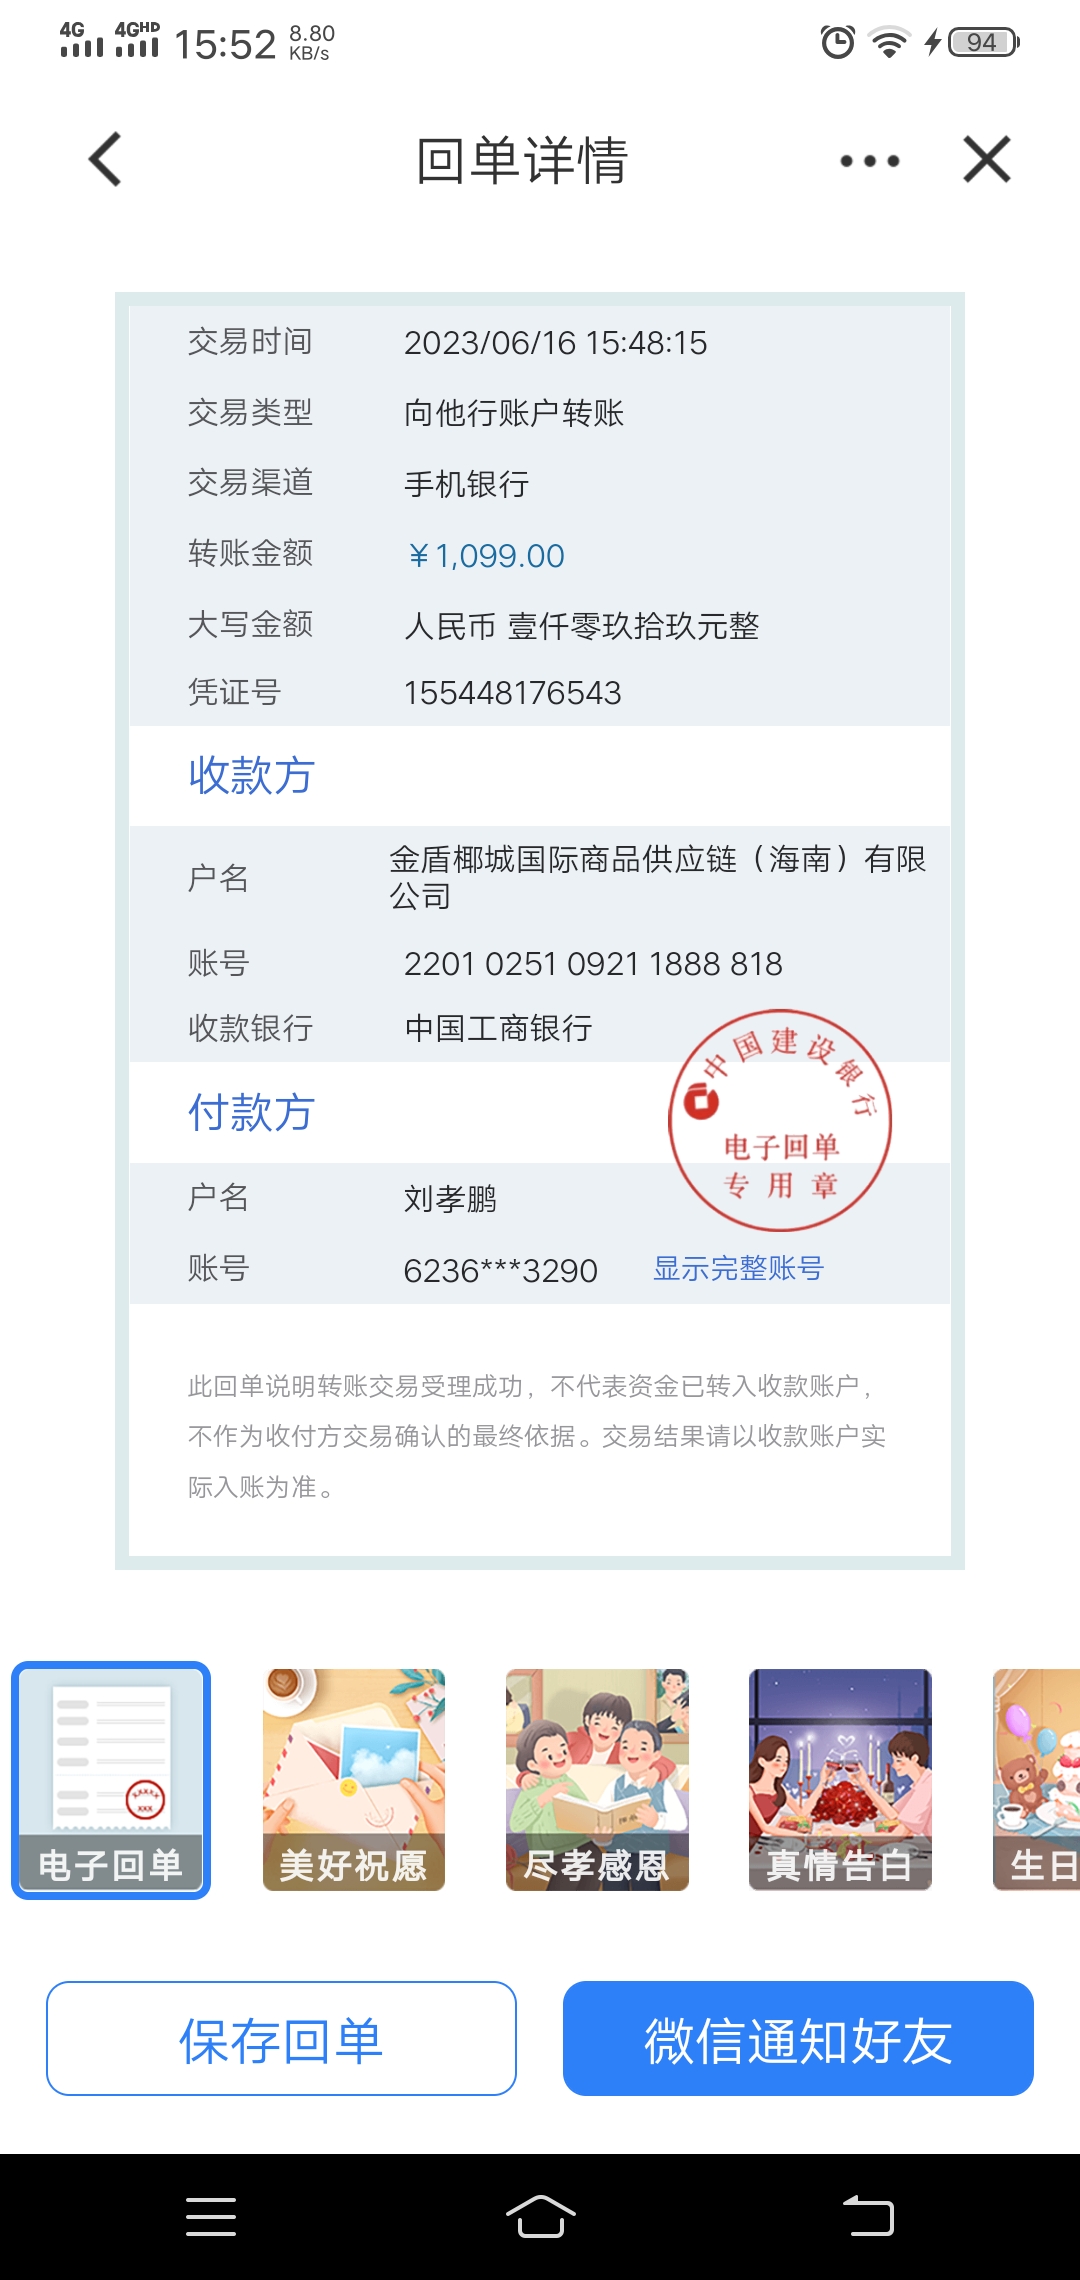 4G 4GHD 15:52 8.80 KB/s 94
回单详情
交易时间 2023/06/16 15:48:15
交易类型 向他行账户转账
交易渠道 手机银行
转账金额 ￥1,099.00
大写金额 人民币 壹仟零玖拾玖元整
凭证号 155448176543
收款方
户名 金盾椰城国际商品供应链（海南）有限
公司
账号 2201 0251 0921 1888 818
收款银行 中国工商银行
中国建设银行
电子回单
专用章
付款方
户名 刘孝鹏
账号 6236***3290 显示完整账号
此回单说明转账交易受理成功，不代表资金已转入收款账户，
不作为收付方交易确认的最终依据。交易结果请以收款账户实
际入账为准。
电子回单 美好祝愿 尽孝感恩 真情告白 生日
保存回单 微信通知好友